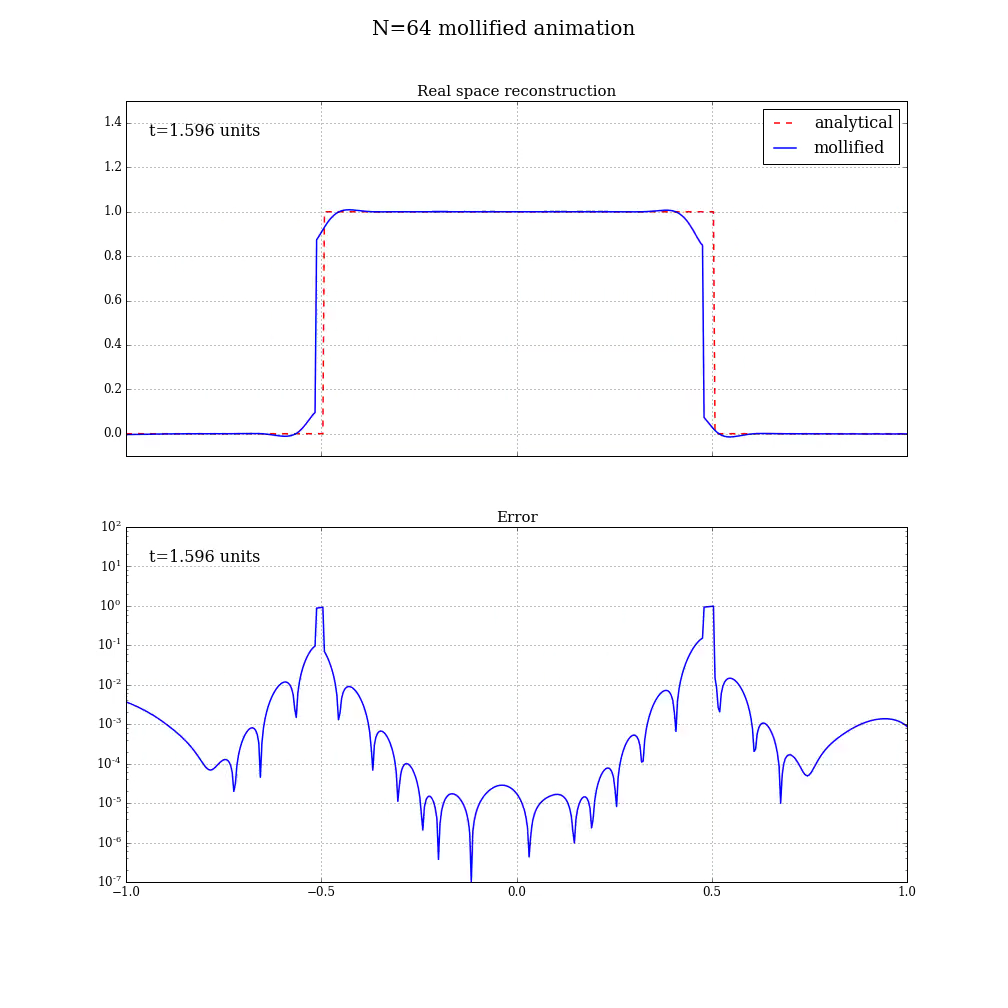 N=64 mollified animation
Real space reconstruction
t=1.596 units
analytical
mollified
1.4
1.2
1.0
0.8
0.6
0.4
0.2
0.0
Error
t=1.596 units
10²
10¹
10⁰
10⁻¹
10⁻²
10⁻³
10⁻⁴
10⁻⁵
10⁻⁶
10⁻⁷
−1.0 −0.5 0.0 0.5 1.0